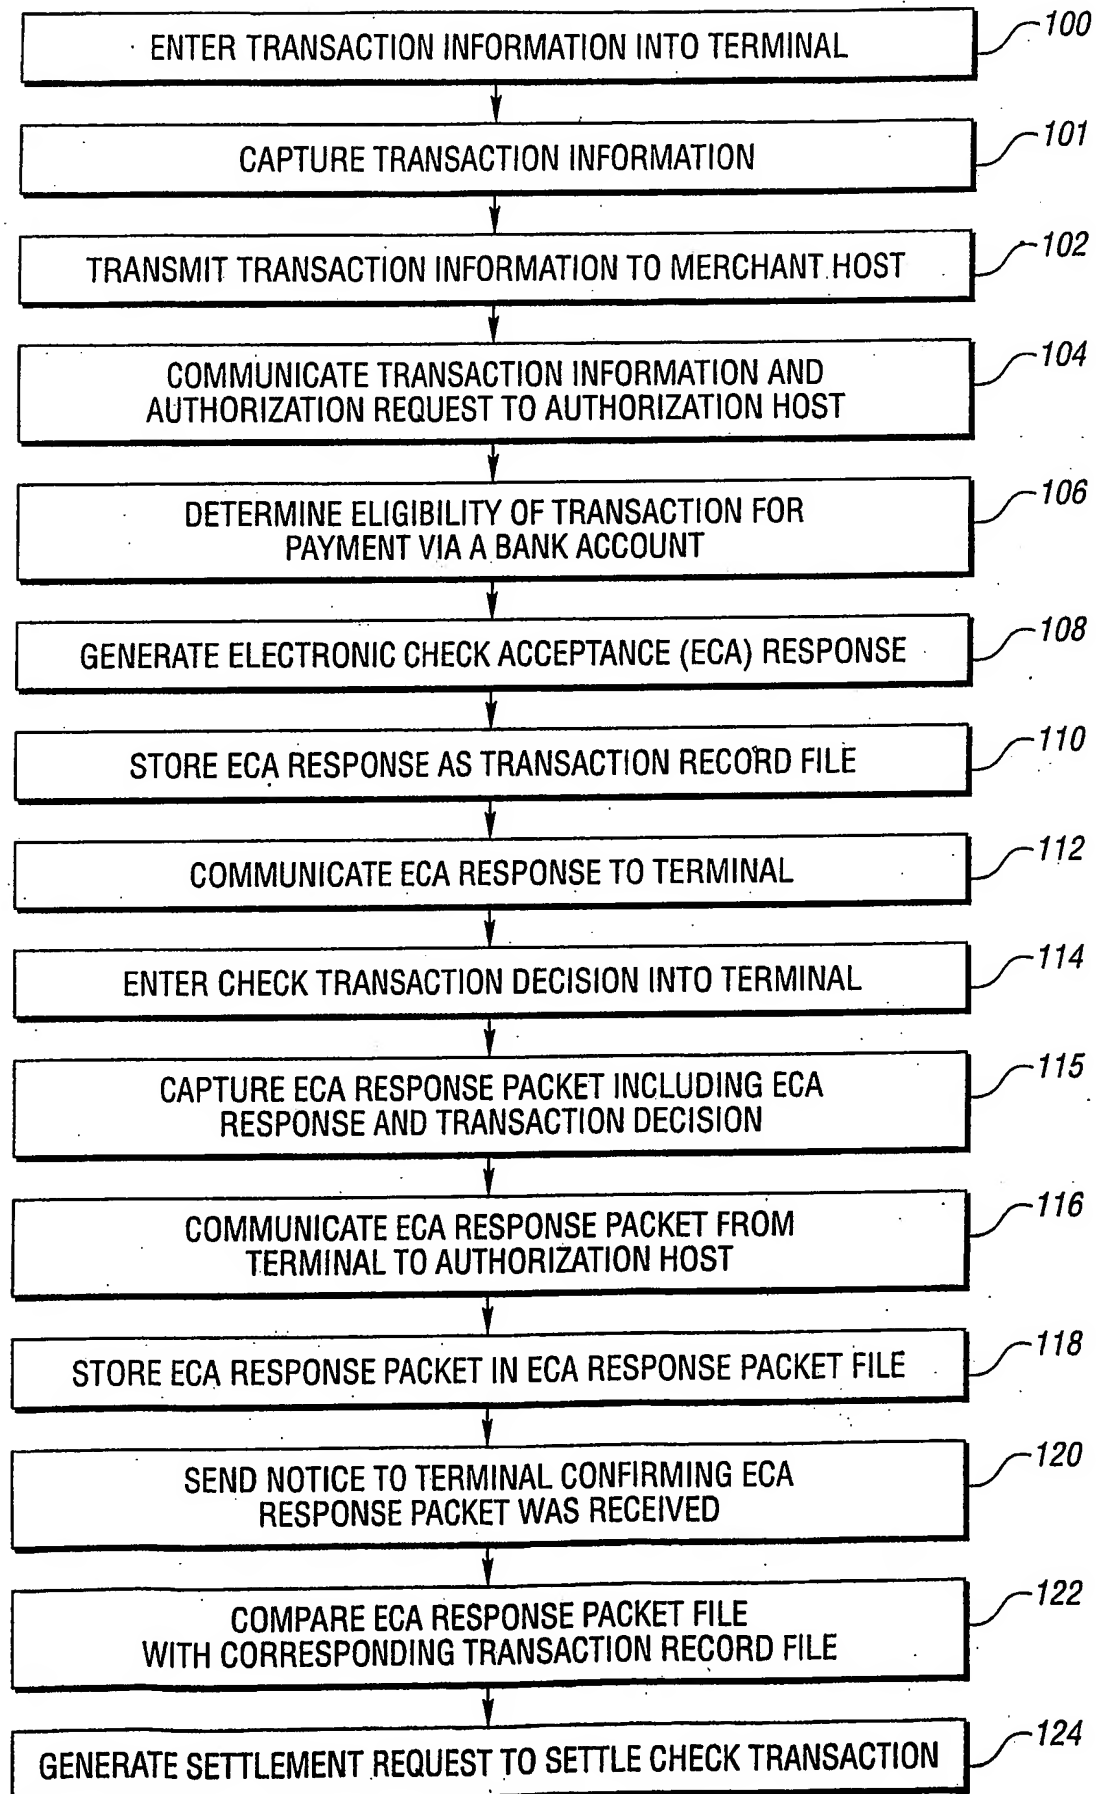 ENTER TRANSACTION INFORMATION INTO TERMINAL
100
CAPTURE TRANSACTION INFORMATION
101
TRANSMIT TRANSACTION INFORMATION TO MERCHANT HOST
102
COMMUNICATE TRANSACTION INFORMATION AND
AUTHORIZATION REQUEST TO AUTHORIZATION HOST
104
DETERMINE ELIGIBILITY OF TRANSACTION FOR
PAYMENT VIA A BANK ACCOUNT
106
GENERATE ELECTRONIC CHECK ACCEPTANCE (ECA) RESPONSE
108
STORE ECA RESPONSE AS TRANSACTION RECORD FILE
110
COMMUNICATE ECA RESPONSE TO TERMINAL
112
ENTER CHECK TRANSACTION DECISION INTO TERMINAL
114
CAPTURE ECA RESPONSE PACKET INCLUDING ECA
RESPONSE AND TRANSACTION DECISION
115
COMMUNICATE ECA RESPONSE PACKET FROM
TERMINAL TO AUTHORIZATION HOST
116
STORE ECA RESPONSE PACKET IN ECA RESPONSE PACKET FILE
118
SEND NOTICE TO TERMINAL CONFIRMING ECA
RESPONSE PACKET WAS RECEIVED
120
COMPARE ECA RESPONSE PACKET FILE
WITH CORRESPONDING TRANSACTION RECORD FILE
122
GENERATE SETTLEMENT REQUEST TO SETTLE CHECK TRANSACTION
124